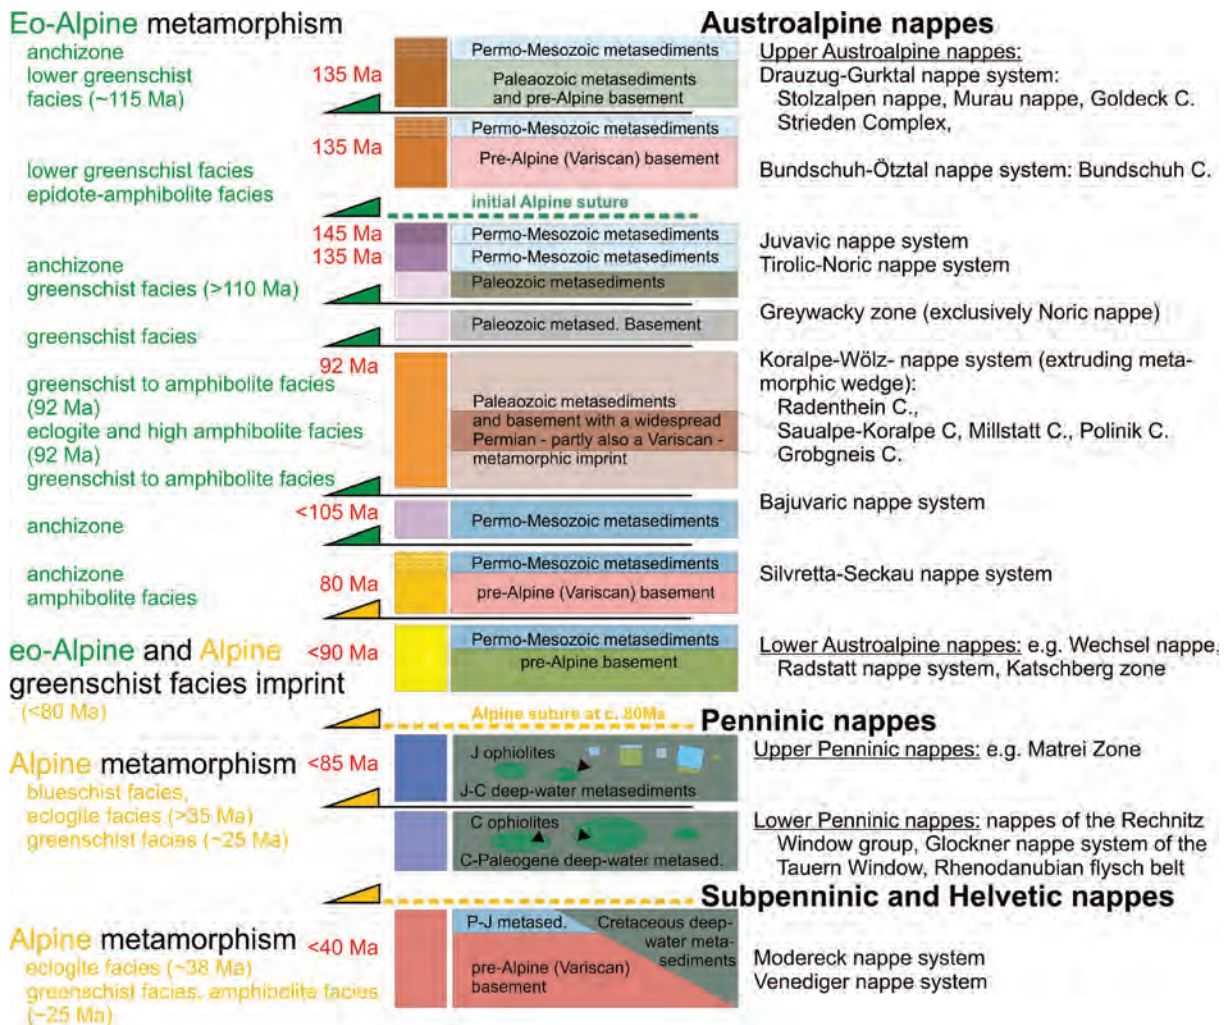 Eo-Alpine metamorphism
Austroalpine nappes
anchizone
lower greenschist
facies (~115 Ma)
135 Ma
Permo-Mesozoic metasediments
Paleaozoic metasediments
and pre-Alpine basement
Upper Austroalpine nappes:
Drauzug-Gurktal nappe system:
Stolzalpen nappe, Murau nappe, Goldeck C.
Strieden Complex,
lower greenschist facies
epidote-amphibolite facies
135 Ma
Permo-Mesozoic metasediments
Pre-Alpine (Variscan) basement
Bundschuh-Ötztal nappe system: Bundschuh C.
initial Alpine suture
anchizone
greenschist facies (>110 Ma)
145 Ma
135 Ma
Permo-Mesozoic metasediments
Permo-Mesozoic metasediments
Paleozoic metasediments
Juvavic nappe system
Tirolic-Noric nappe system
greenschist facies
Paleozoic metased. Basement
Greywacky zone (exclusively Noric nappe)
92 Ma
greenschist to amphibolite facies
(92 Ma)
eclogite and high amphibolite facies
(92 Ma)
greenschist to amphibolite facies
Paleaozoic metasediments
and basement with a widespread
Permian - partly also a Variscan -
metamorphic imprint
Koralpe-Wölz- nappe system (extruding meta-
morphic wedge):
Radenthein C.,
Saualpe-Koralpe C, Millstatt C., Polinik C.
Grobgneis C.
anchizone
<105 Ma
Permo-Mesozoic metasediments
Bajuvaric nappe system
anchizone
amphibolite facies
80 Ma
Permo-Mesozoic metasediments
pre-Alpine (Variscan) basement
Silvretta-Seckau nappe system
eo-Alpine and Alpine
greenschist facies imprint
(<80 Ma)
<90 Ma
Permo-Mesozoic metasediments
pre-Alpine basement
Lower Austroalpine nappes: e.g. Wechsel nappe,
Radstatt nappe system, Katschberg zone
Alpine suture at c. 80Ma
Penninic nappes
Alpine metamorphism
blueschist facies,
eclogite facies (>35 Ma)
greenschist facies (~25 Ma)
<85 Ma
J ophiolites
J-C deep-water metasediments
Upper Penninic nappes: e.g. Matrei Zone
C ophiolites
C-Paleogene deep-water metased.
Lower Penninic nappes: nappes of the Rechnitz
Window group, Glockner nappe system of the
Tauern Window, Rhenodanubian flysch belt
Subpenninic and Helvetic nappes
Alpine metamorphism
eclogite facies (~38 Ma)
greenschist facies, amphibolite facies
(~25 Ma)
<40 Ma
P-J metased.
Cretaceous deep-
water meta-
sediments
pre-Alpine (Variscan)
basement
Modereck nappe system
Venediger nappe system